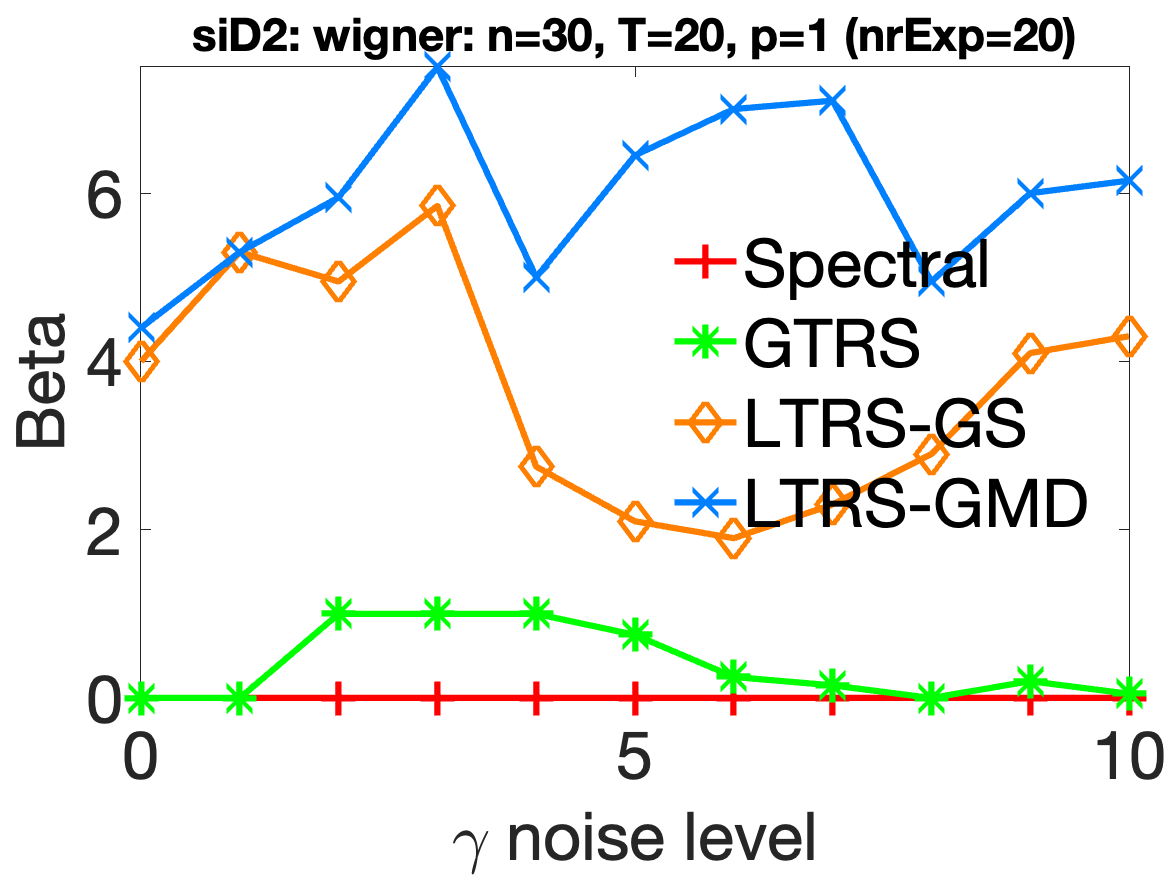 siD2: wigner: n=30, T=20, p=1 (nrExp=20)
Beta
6
4
2
0
Spectral
GTRS
LTRS-GS
LTRS-GMD
0 5 10
γ noise level